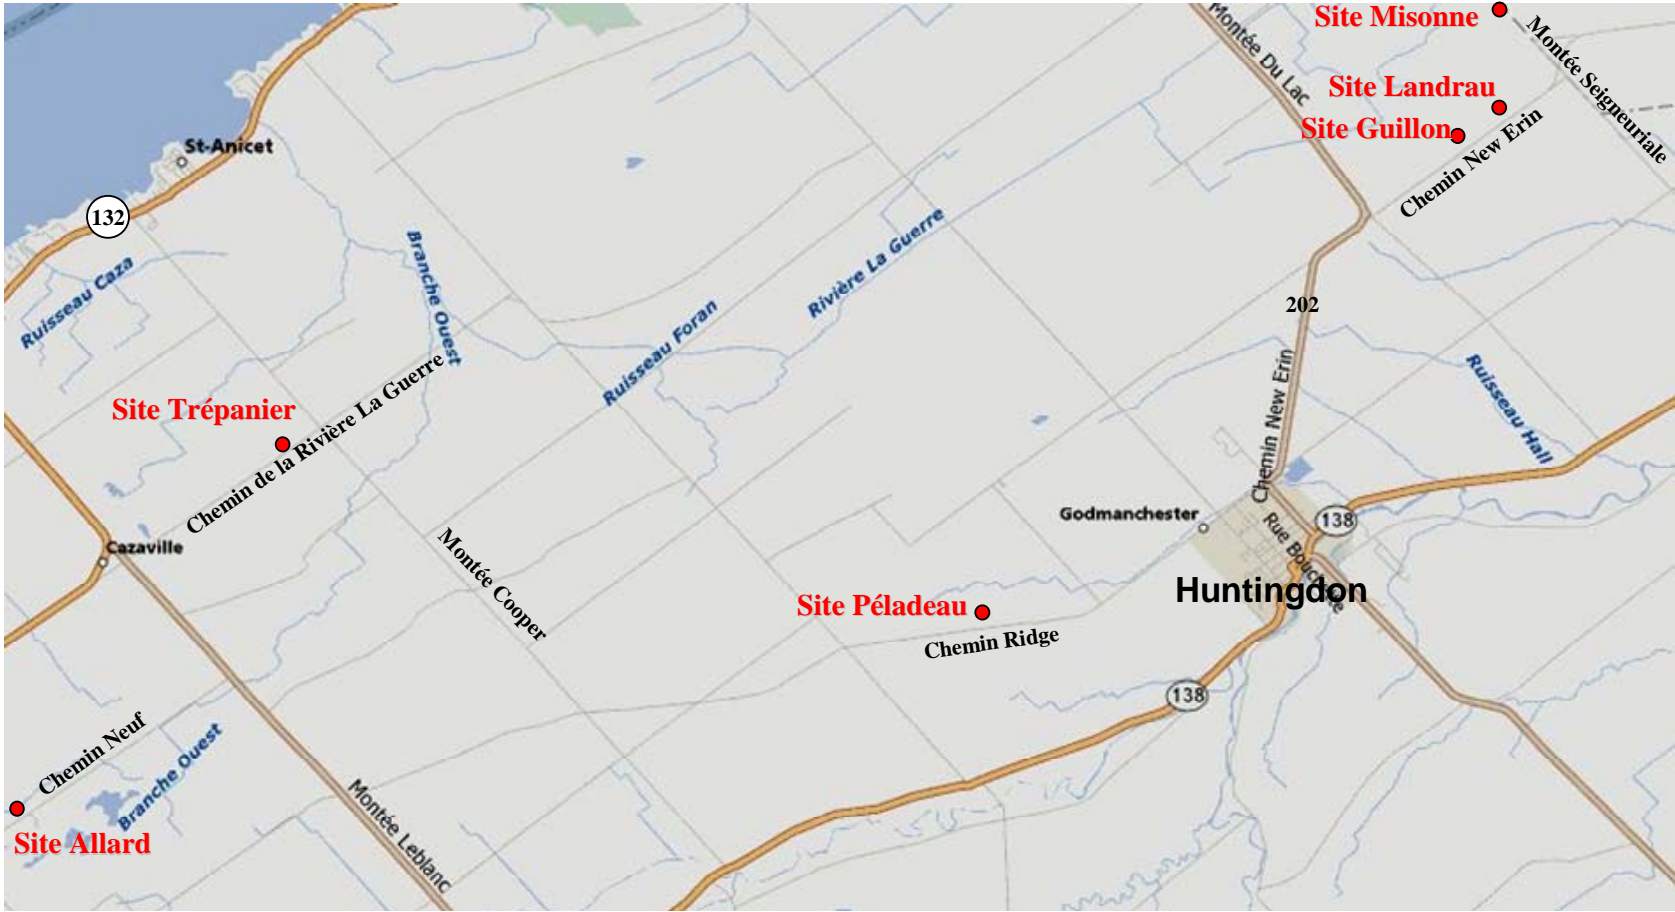 Site Misonne
Montée Du Lac
Montée Seigneuriale
Site Landrau
Site Guillon
Chemin New Erin
St-Anicet
132
Ruisseau Caza
Branche Ouest
Rivière La Guerre
Ruisseau Foran
202
Chemin New Erin
Ruisseau Hall
Site Trépanier
Chemin de la Rivière La Guerre
Cazaville
Montée Cooper
Godmanchester
138
Huntingdon
Site Péladeau
Chemin Ridge
138
Chemin Neuf
Branche Ouest
Montée Leblanc
Site Allard